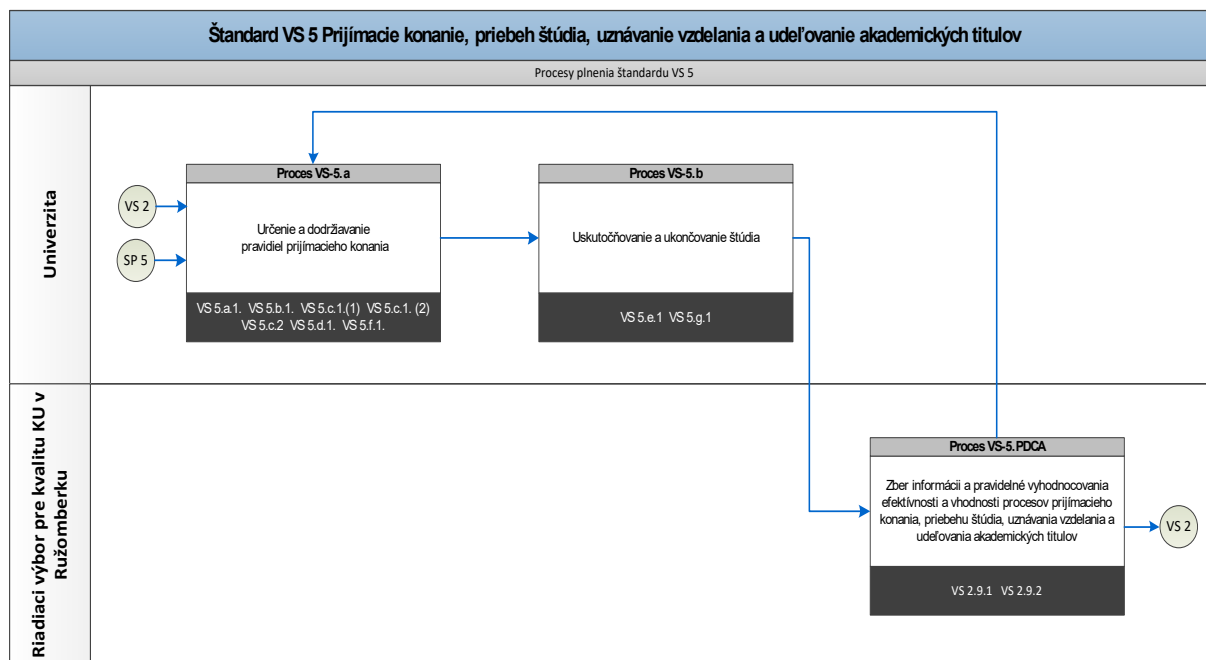 Štandard VS 5 Prijímacie konanie, priebeh štúdia, uznávanie vzdelania a udeľovanie akademických titulov
Procesy plnenia štandardu VS 5
Univerzita
VS 2
SP 5
Proces VS-5.a
Určenie a dodržiavanie
pravidiel prijímacieho konania
VS 5.a.1. VS 5.b.1. VS 5.c.1.(1) VS 5.c.1. (2)
VS 5.c.2 VS 5.d.1. VS 5.f.1.
Proces VS-5.b
Uskutočňovanie a ukončovanie štúdia
VS 5.e.1 VS 5.g.1
Riadiaci výbor pre kvalitu KU v
Ružomberku
Proces VS-5.PDCA
Zber informácii a pravidelné vyhodnocovania
efektívnosti a vhodnosti procesov prijímacieho
konania, priebehu štúdia, uznávania vzdelania a
udeľovania akademických titulov
VS 2.9.1 VS 2.9.2
VS 2